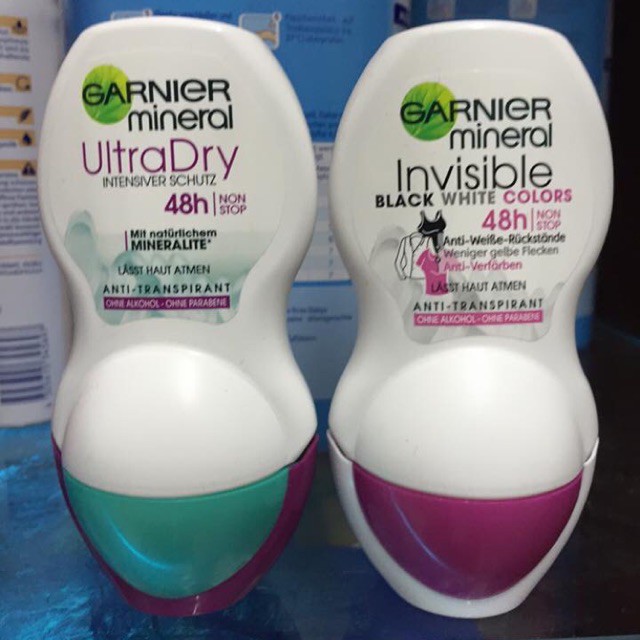 GARNIER
mineral
UltraDry
INTENSIVER SCHUTZ
48h NON
STOP
Mit natürlichem
MINERALITE*
LÄSST HAUT ATMEN
ANTI-TRANSPIRANT
OHNE ALKOHOL - OHNE PARABENE
GARNIER
mineral
Invisible
BLACK WHITE COLORS
48h NON
STOP
Anti-Weiße-Rückstände
Weniger gelbe Flecken
Anti-Verfärben
LÄSST HAUT ATMEN
ANTI-TRANSPIRANT
OHNE ALKOHOL - OHNE PARABENE